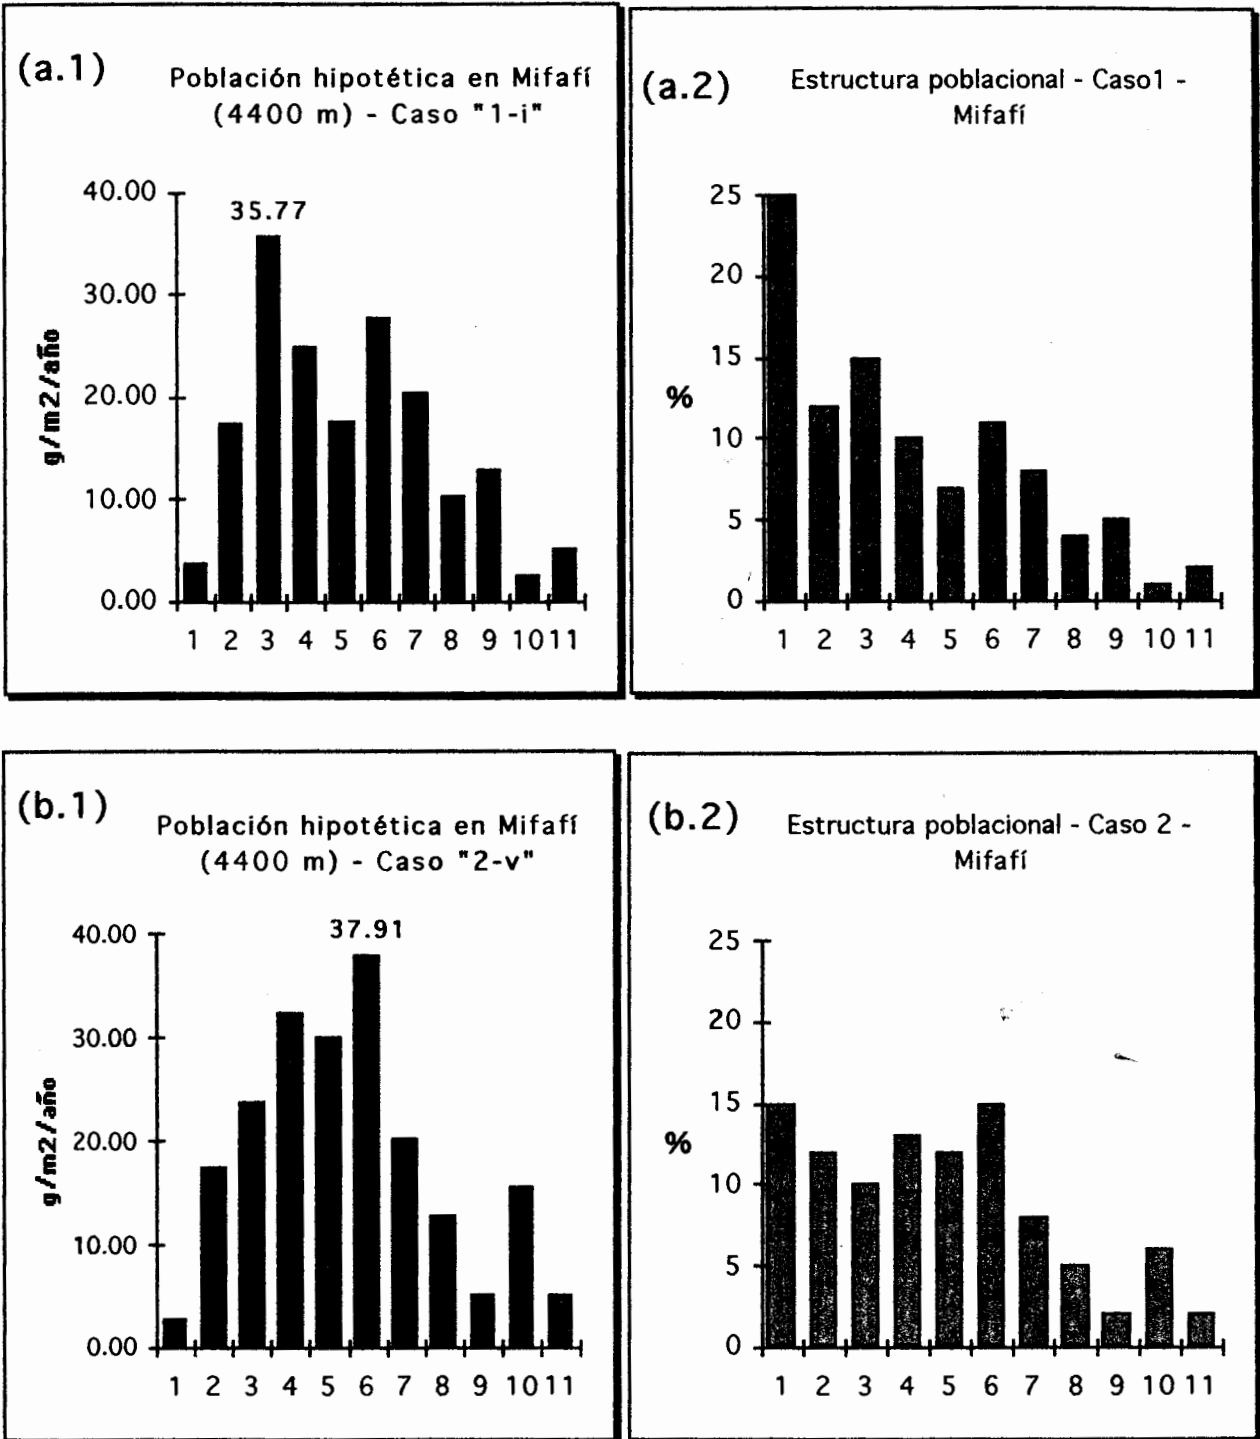 (a.1)
Población hipotética en Mifafí
(4400 m) - Caso "1-i"
40.00
35.77
30.00
g/m2/año
20.00
10.00
0.00
1 2 3 4 5 6 7 8 9 10 11
(a.2)
Estructura poblacional - Caso1 -
Mifafí
25
20
15
%
10
5
0
1 2 3 4 5 6 7 8 9 10 11
(b.1)
Población hipotética en Mifafí
(4400 m) - Caso "2-v"
40.00
37.91
30.00
g/m2/año
20.00
10.00
0.00
1 2 3 4 5 6 7 8 9 10 11
(b.2)
Estructura poblacional - Caso 2 -
Mifafí
25
20
15
%
10
5
0
1 2 3 4 5 6 7 8 9 10 11